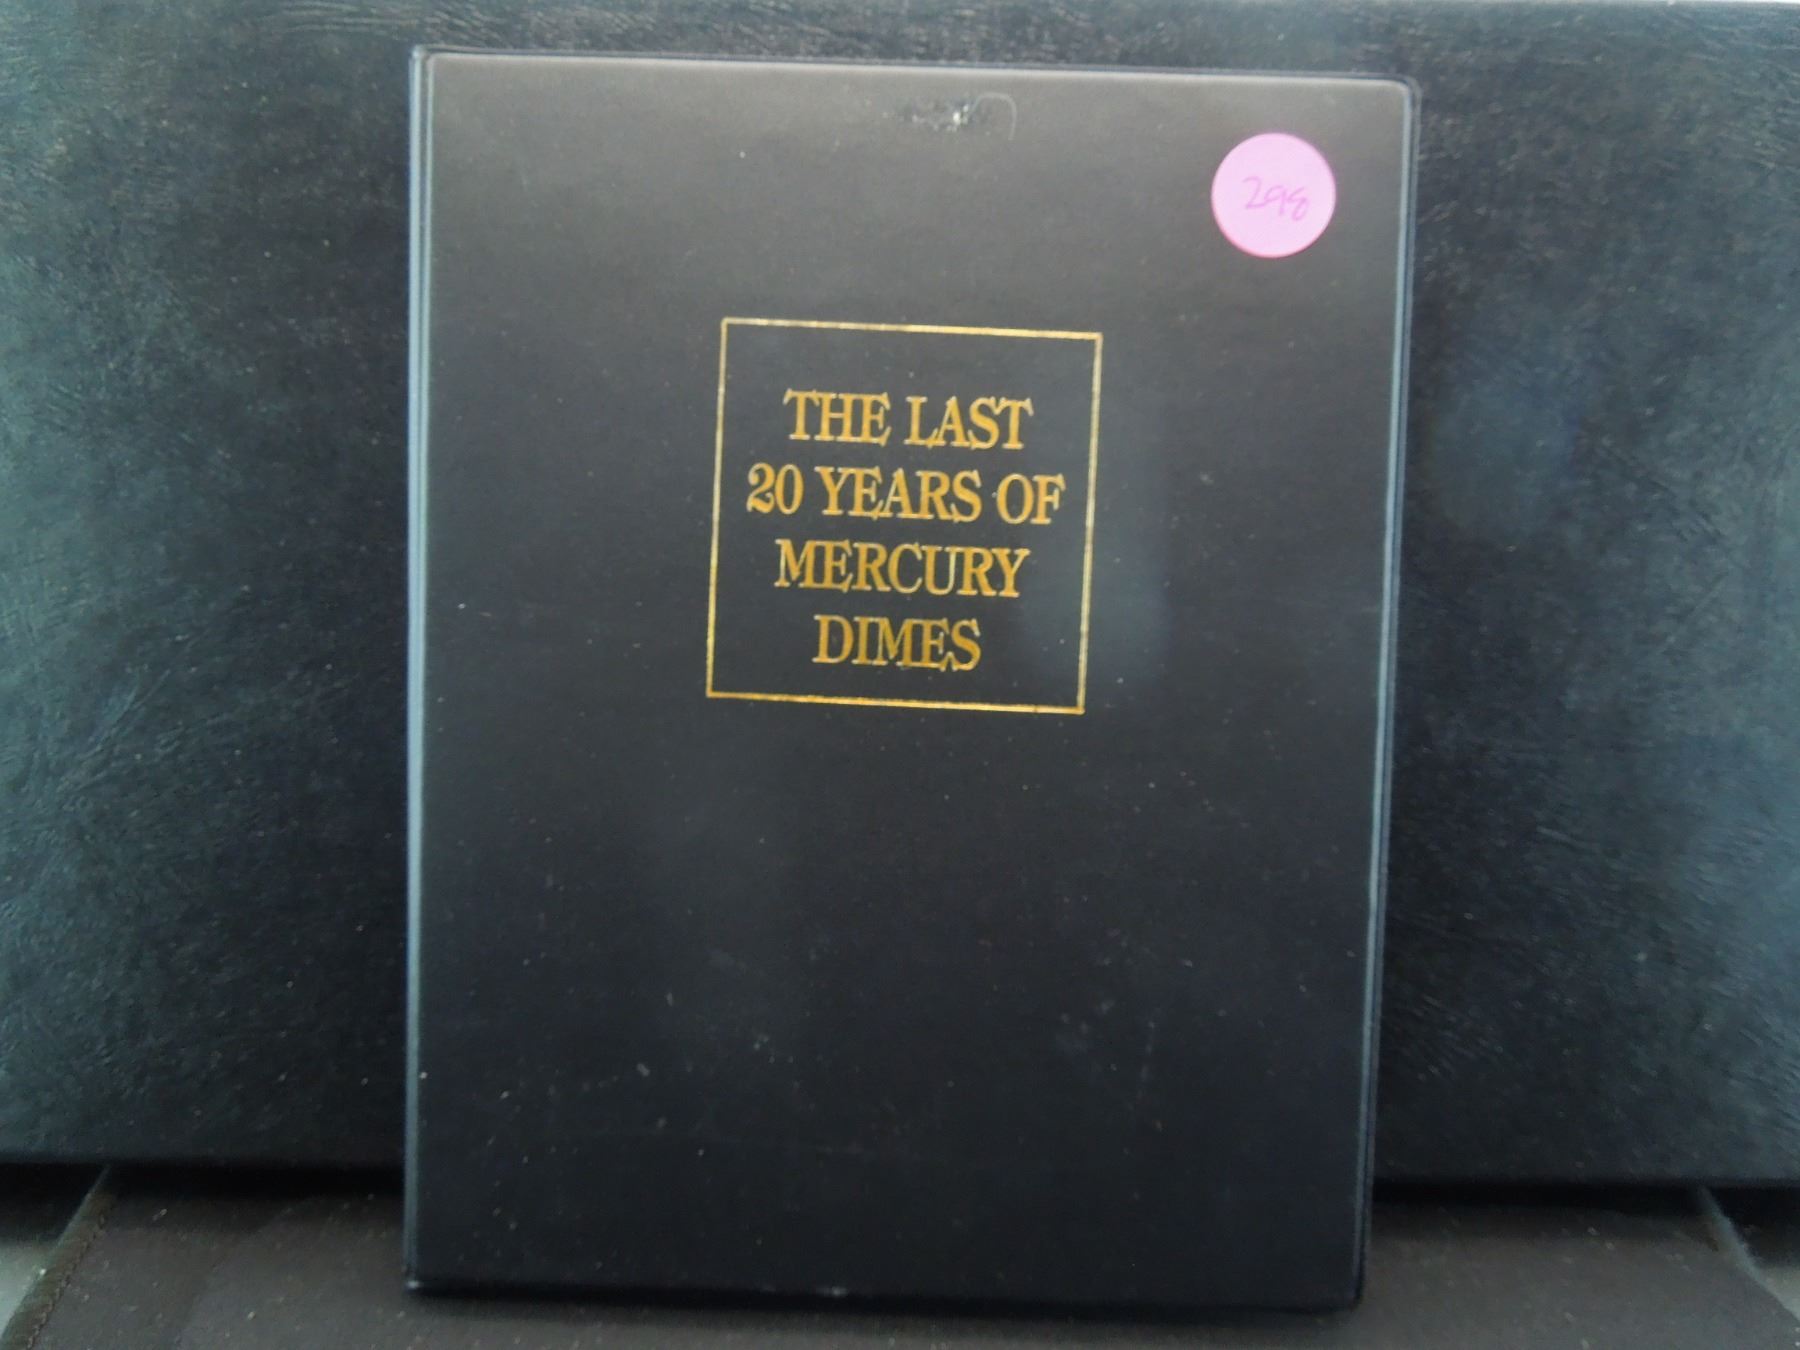 298
THE LAST
20 YEARS OF
MERCURY
DIMES